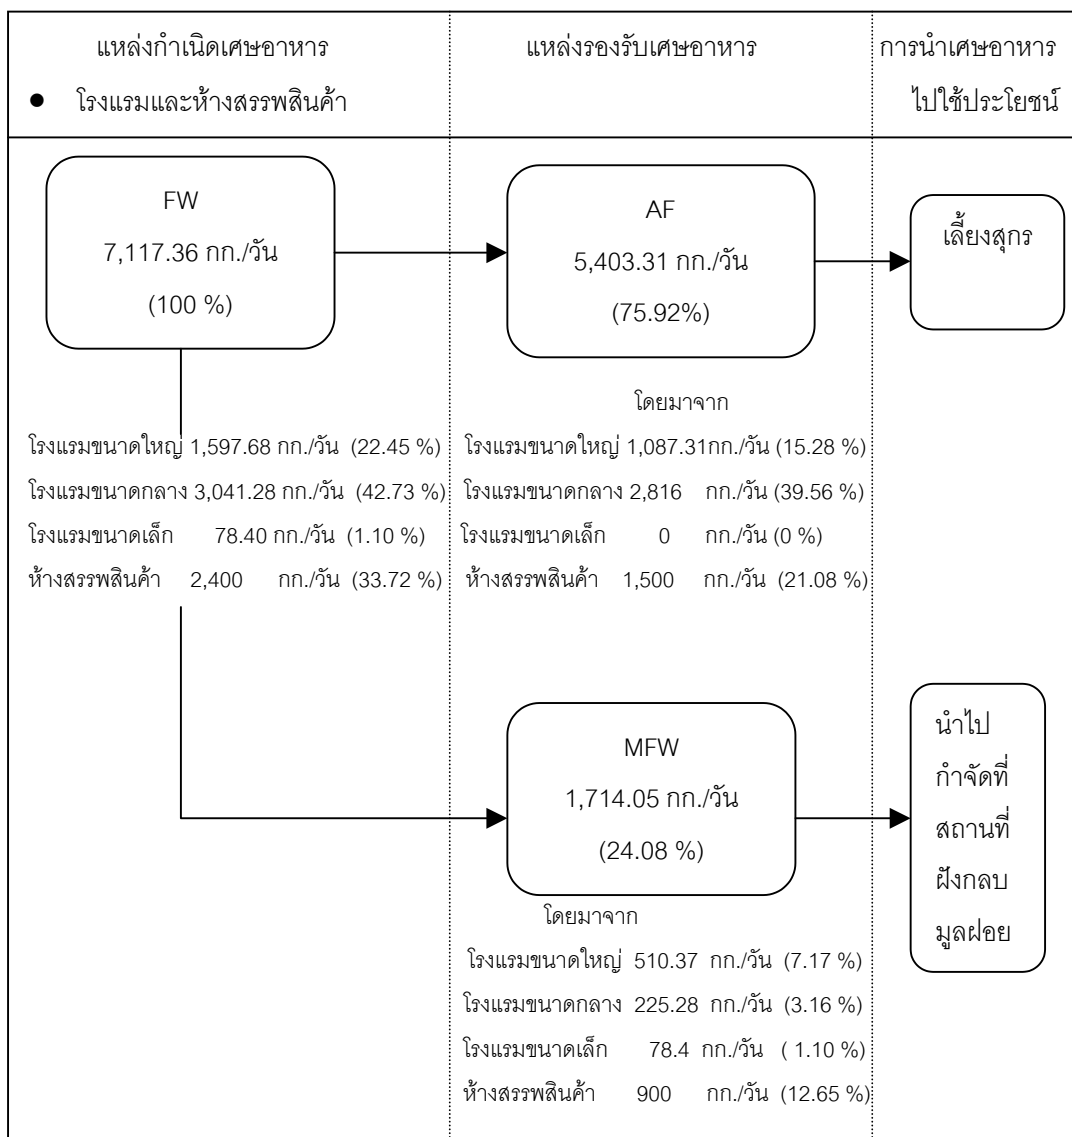 แหล่งกำเนิดเศษอาหาร
● โรงแรมและห้างสรรพสินค้า
แหล่งรองรับเศษอาหาร
การนำเศษอาหาร
ไปใช้ประโยชน์
FW
7,117.36 กก./วัน
(100 %)
AF
5,403.31 กก./วัน
(75.92%)
เลี้ยงสุกร
โรงแรมขนาดใหญ่ 1,597.68 กก./วัน (22.45 %)
โรงแรมขนาดกลาง 3,041.28 กก./วัน (42.73 %)
โรงแรมขนาดเล็ก 78.40 กก./วัน (1.10 %)
ห้างสรรพสินค้า 2,400 กก./วัน (33.72 %)
โดยมาจาก
โรงแรมขนาดใหญ่ 1,087.31กก./วัน (15.28 %)
โรงแรมขนาดกลาง 2,816 กก./วัน (39.56 %)
โรงแรมขนาดเล็ก 0 กก./วัน (0 %)
ห้างสรรพสินค้า 1,500 กก./วัน (21.08 %)
MFW
1,714.05 กก./วัน
(24.08 %)
นำไป
กำจัดที่
สถานที่
ฝังกลบ
มูลฝอย
โดยมาจาก
โรงแรมขนาดใหญ่ 510.37 กก./วัน (7.17 %)
โรงแรมขนาดกลาง 225.28 กก./วัน (3.16 %)
โรงแรมขนาดเล็ก 78.4 กก./วัน ( 1.10 %)
ห้างสรรพสินค้า 900 กก./วัน (12.65 %)